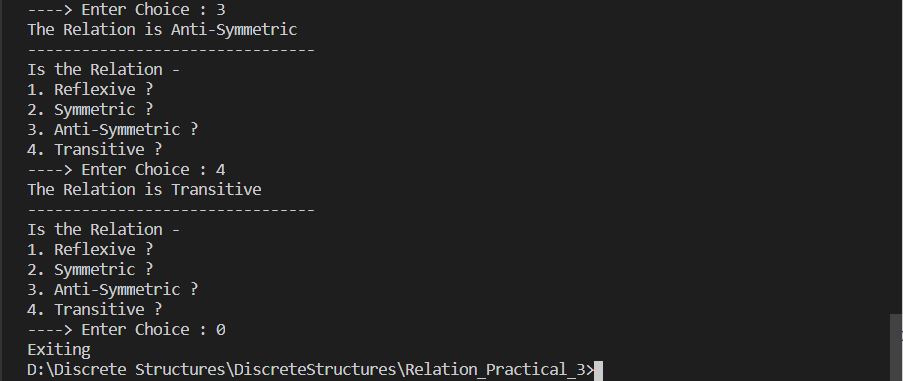 ----> Enter Choice : 3
The Relation is Anti-Symmetric
--------------------------------
Is the Relation -
1. Reflexive ?
2. Symmetric ?
3. Anti-Symmetric ?
4. Transitive ?
----> Enter Choice : 4
The Relation is Transitive
--------------------------------
Is the Relation -
1. Reflexive ?
2. Symmetric ?
3. Anti-Symmetric ?
4. Transitive ?
----> Enter Choice : 0
Exiting
D:\Discrete Structures\DiscreteStructures\Relation_Practical_3>